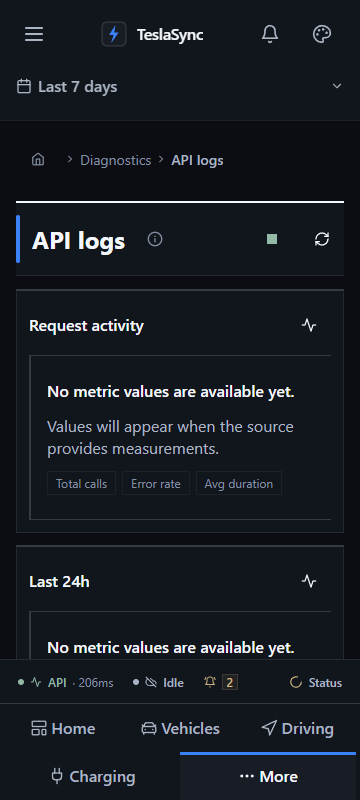 TeslaSync
Last 7 days
Diagnostics
API logs
API logs
Request activity
No metric values are available yet.
Values will appear when the source
provides measurements.
Total calls
Error rate
Avg duration
Last 24h
No metric values are available yet.
API · 206ms
Idle
2
Status
Home
Vehicles
Driving
Charging
More